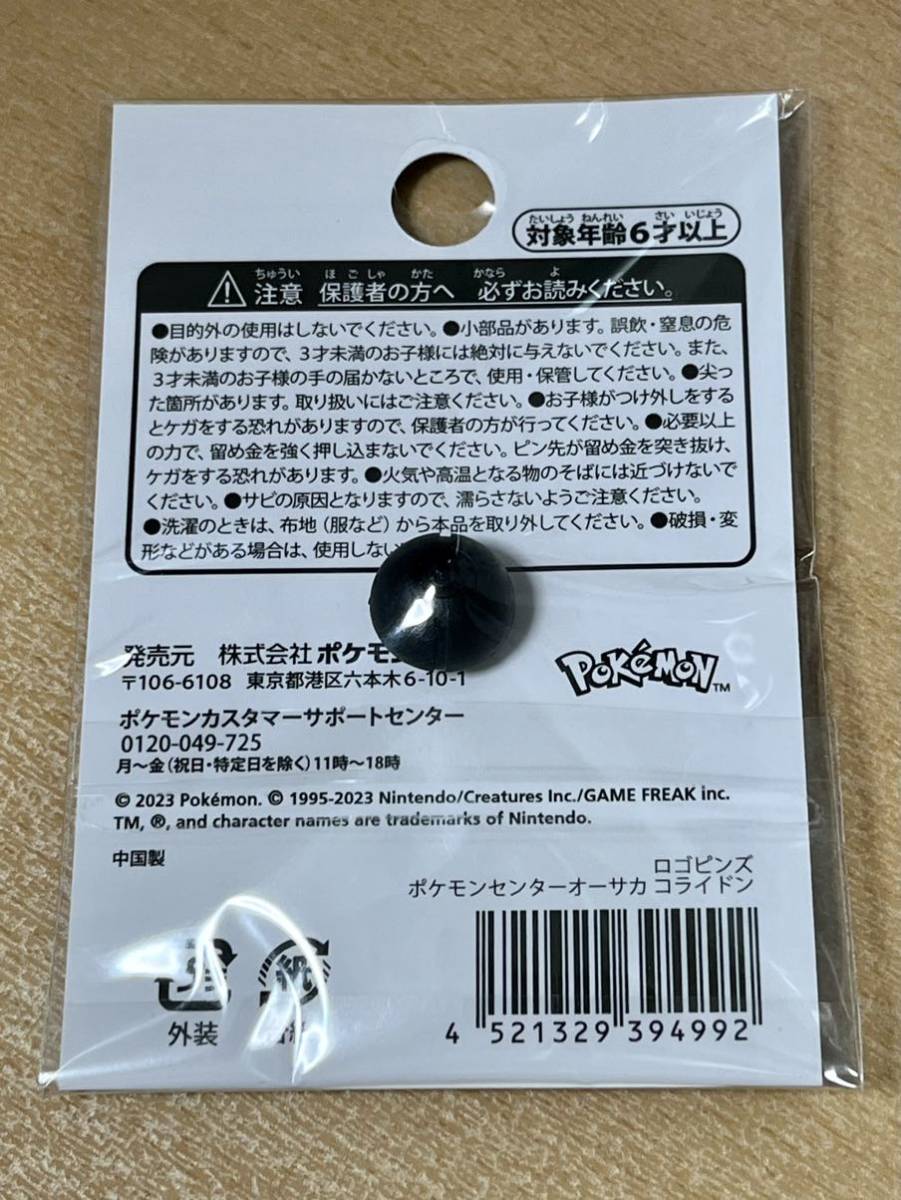 たいしょう ねんれい さい いじょう
対象年齢6才以上
ちゅうい ほごしゃ かた かなら よ
注意 保護者の方へ 必ずお読みください。
●目的外の使用はしないでください。●小部品があります。誤飲・窒息の危
険がありますので、3才未満のお子様には絶対に与えないでください。また、
3才未満のお子様の手の届かないところで、使用・保管してください。●尖っ
た箇所があります。取り扱いにはご注意ください。●お子様がつけ外しをする
とケガをする恐れがありますので、保護者の方が行ってください。●必要以上
の力で、留め金を強く押し込まないでください。ピン先が留め金を突き抜け、
ケガをする恐れがあります。●火気や高温となる物のそばには近づけないで
ください。●サビの原因となりますので、濡らさないようご注意ください。
●洗濯のときは、布地（服など）から本品を取り外してください。●破損・変
形などがある場合は、使用しない
発売元 株式会社ポケモン
〒106-6108 東京都港区六本木6-10-1
POKéMON™
ポケモンカスタマーサポートセンター
0120-049-725
月～金（祝日・特定日を除く）11時～18時
© 2023 Pokémon. © 1995-2023 Nintendo/Creatures Inc./GAME FREAK inc.
TM, ®, and character names are trademarks of Nintendo.
中国製
ロゴピンズ
ポケモンセンターオーサカ コライドン
紙
外装
4 521329 394992